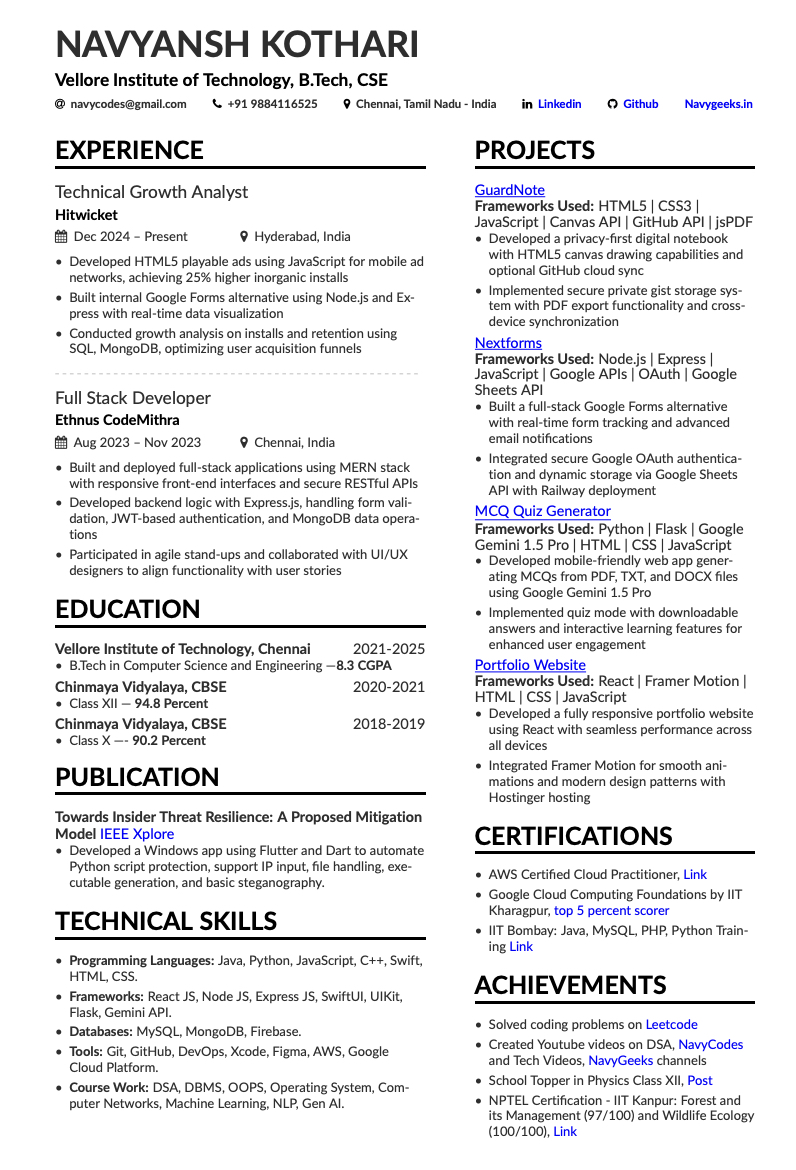 NAVYANSH KOTHARI
Vellore Institute of Technology, B.Tech, CSE
navycodes@gmail.com +91 9884116525 Chennai, Tamil Nadu - India Linkedin Github Navygeeks.in
EXPERIENCE
Technical Growth Analyst
Hitwicket
Dec 2024 – Present Hyderabad, India
• Developed HTML5 playable ads using JavaScript for mobile ad
networks, achieving 25% higher inorganic installs
• Built internal Google Forms alternative using Node.js and Ex-
press with real-time data visualization
• Conducted growth analysis on installs and retention using
SQL, MongoDB, optimizing user acquisition funnels
Full Stack Developer
Ethnus CodeMithra
Aug 2023 – Nov 2023 Chennai, India
• Built and deployed full-stack applications using MERN stack
with responsive front-end interfaces and secure RESTful APIs
• Developed backend logic with Express.js, handling form vali-
dation, JWT-based authentication, and MongoDB data opera-
tions
• Participated in agile stand-ups and collaborated with UI/UX
designers to align functionality with user stories
EDUCATION
Vellore Institute of Technology, Chennai 2021-2025
• B.Tech in Computer Science and Engineering —8.3 CGPA
Chinmaya Vidyalaya, CBSE 2020-2021
• Class XII — 94.8 Percent
Chinmaya Vidyalaya, CBSE 2018-2019
• Class X —- 90.2 Percent
PUBLICATION
Towards Insider Threat Resilience: A Proposed Mitigation
Model IEEE Xplore
• Developed a Windows app using Flutter and Dart to automate
Python script protection, support IP input, file handling, exe-
cutable generation, and basic steganography.
TECHNICAL SKILLS
• Programming Languages: Java, Python, JavaScript, C++, Swift,
HTML, CSS.
• Frameworks: React JS, Node JS, Express JS, SwiftUI, UIKit,
Flask, Gemini API.
• Databases: MySQL, MongoDB, Firebase.
• Tools: Git, GitHub, DevOps, Xcode, Figma, AWS, Google
Cloud Platform.
• Course Work: DSA, DBMS, OOPS, Operating System, Com-
puter Networks, Machine Learning, NLP, Gen AI.
PROJECTS
GuardNote
Frameworks Used: HTML5 | CSS3 |
JavaScript | Canvas API | GitHub API | jsPDF
• Developed a privacy-first digital notebook
with HTML5 canvas drawing capabilities and
optional GitHub cloud sync
• Implemented secure private gist storage sys-
tem with PDF export functionality and cross-
device synchronization
Nextforms
Frameworks Used: Node.js | Express |
JavaScript | Google APIs | OAuth | Google
Sheets API
• Built a full-stack Google Forms alternative
with real-time form tracking and advanced
email notifications
• Integrated secure Google OAuth authentica-
tion and dynamic storage via Google Sheets
API with Railway deployment
MCQ Quiz Generator
Frameworks Used: Python | Flask | Google
Gemini 1.5 Pro | HTML | CSS | JavaScript
• Developed mobile-friendly web app gener-
ating MCQs from PDF, TXT, and DOCX files
using Google Gemini 1.5 Pro
• Implemented quiz mode with downloadable
answers and interactive learning features for
enhanced user engagement
Portfolio Website
Frameworks Used: React | Framer Motion |
HTML | CSS | JavaScript
• Developed a fully responsive portfolio website
using React with seamless performance across
all devices
• Integrated Framer Motion for smooth ani-
mations and modern design patterns with
Hostinger hosting
CERTIFICATIONS
• AWS Certified Cloud Practitioner, Link
• Google Cloud Computing Foundations by IIT
Kharagpur, top 5 percent scorer
• IIT Bombay: Java, MySQL, PHP, Python Train-
ing Link
ACHIEVEMENTS
• Solved coding problems on Leetcode
• Created Youtube videos on DSA, NavyCodes
and Tech Videos, NavyGeeks channels
• School Topper in Physics Class XII, Post
• NPTEL Certification - IIT Kanpur: Forest and
its Management (97/100) and Wildlife Ecology
(100/100), Link